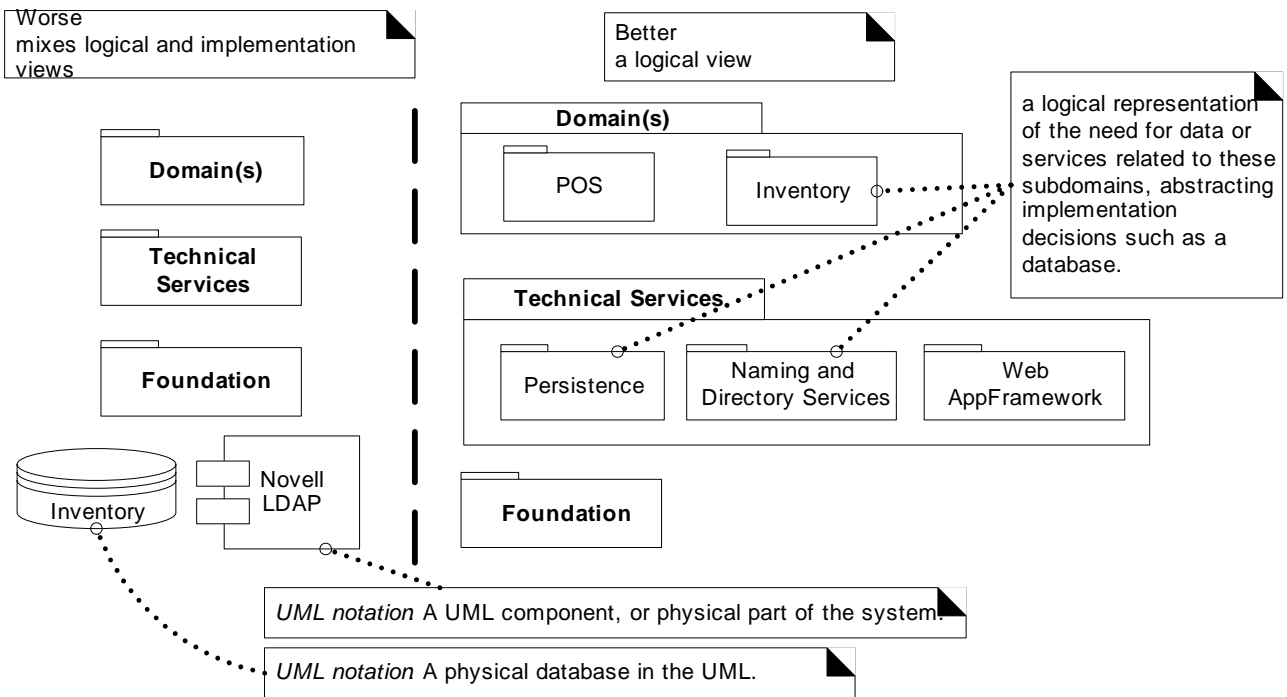 Worse
mixes logical and implementation
views
Better
a logical view
a logical representation
of the need for data or
services related to these
subdomains, abstracting
implementation
decisions such as a
database.
Domain(s)
Technical
Services
Foundation
Inventory
Novell
LDAP
Domain(s)
POS
Inventory
Technical Services
Persistence
Naming and
Directory Services
Web
AppFramework
Foundation
UML notation A UML component, or physical part of the system.
UML notation A physical database in the UML.